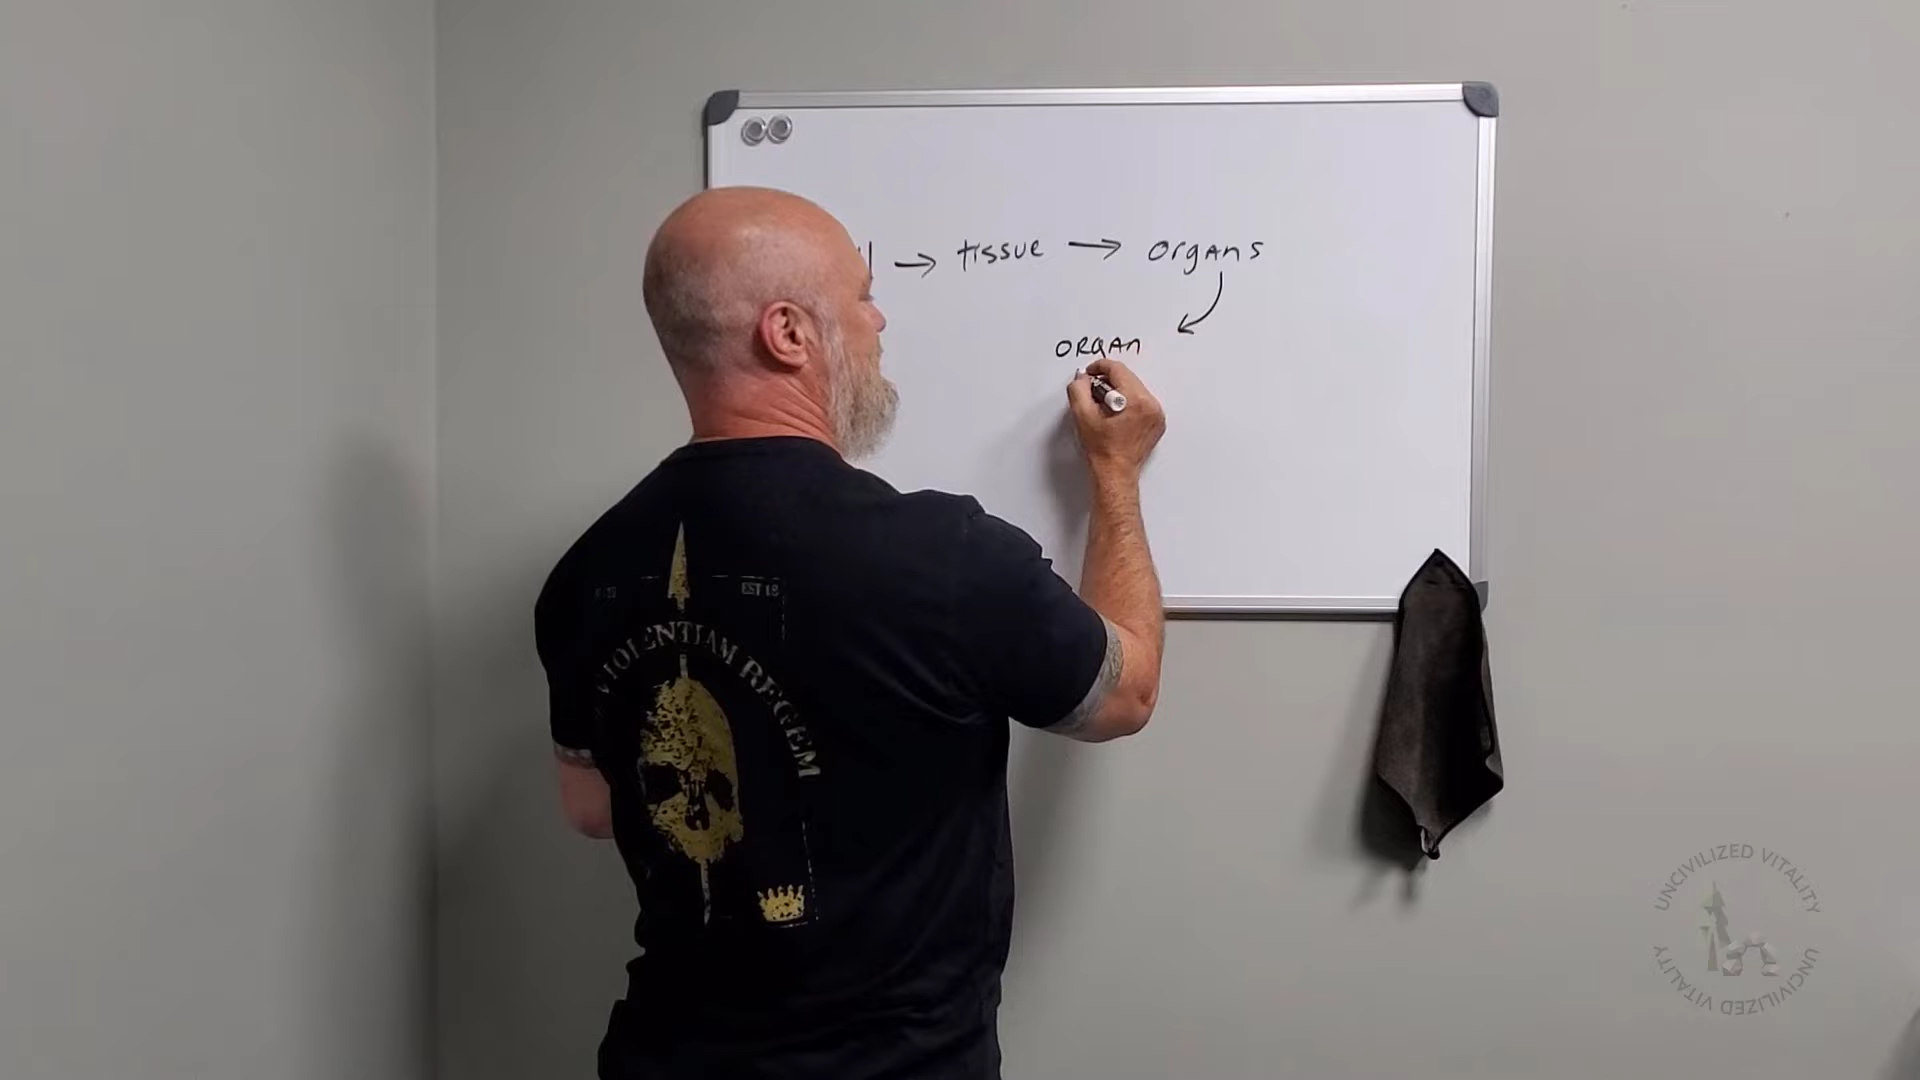 → tissue → organs
ORGAN
EST 18
VIOLENTIAM REGEM
UNCIVILIZED VITALITY
UNCIVILIZED VITALITY